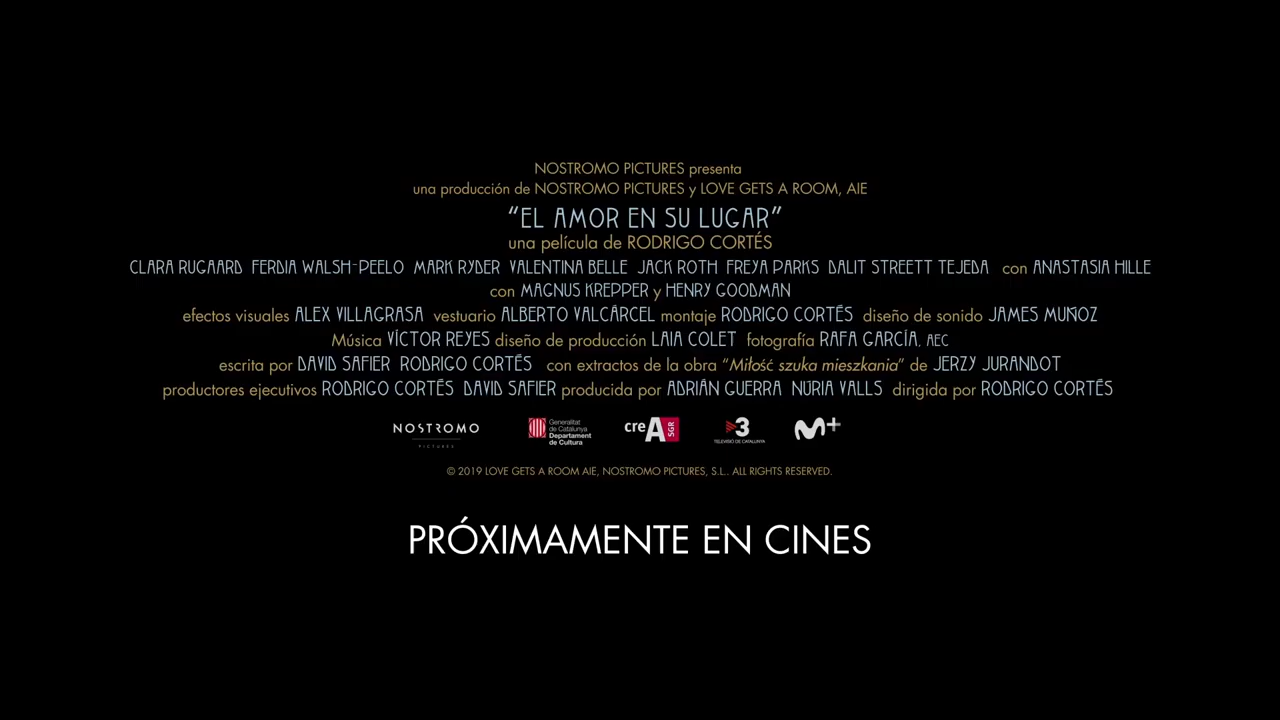 NOSTROMO PICTURES presenta
una producción de NOSTROMO PICTURES y LOVE GETS A ROOM, AIE
“EL AMOR EN SU LUGAR”
una película de RODRIGO CORTÉS
CLARA RUGAARD FERDIA WALSH-PEELO MARK RYDER VALENTINA BELLE JACK ROTH FREYA PARKS DALIT STREETT TEJEDA con ANASTASIA HILLE
con MAGNUS KREPPER y HENRY GOODMAN
efectos visuales ALEX VILLAGRASA vestuario ALBERTO VALCÁRCEL montaje RODRIGO CORTÉS diseño de sonido JAMES MUÑOZ
Música VÍCTOR REYES diseño de producción LAIA COLET fotografía RAFA GARCÍA, AEC
escrita por DAVID SAFIER RODRIGO CORTÉS con extractos de la obra “Miłość szuka mieszkania” de JERZY JURANDOT
productores ejecutivos RODRIGO CORTÉS DAVID SAFIER producida por ADRIÁN GUERRA NÚRIA VALLS dirigida por RODRIGO CORTÉS
NOSTROMO
PICTURES
Generalitat
de Catalunya
Departament
de Cultura
creA SGR
3
TELEVISIÓ DE CATALUNYA
M+
© 2019 LOVE GETS A ROOM AIE, NOSTROMO PICTURES, S.L.. ALL RIGHTS RESERVED.
PRÓXIMAMENTE EN CINES